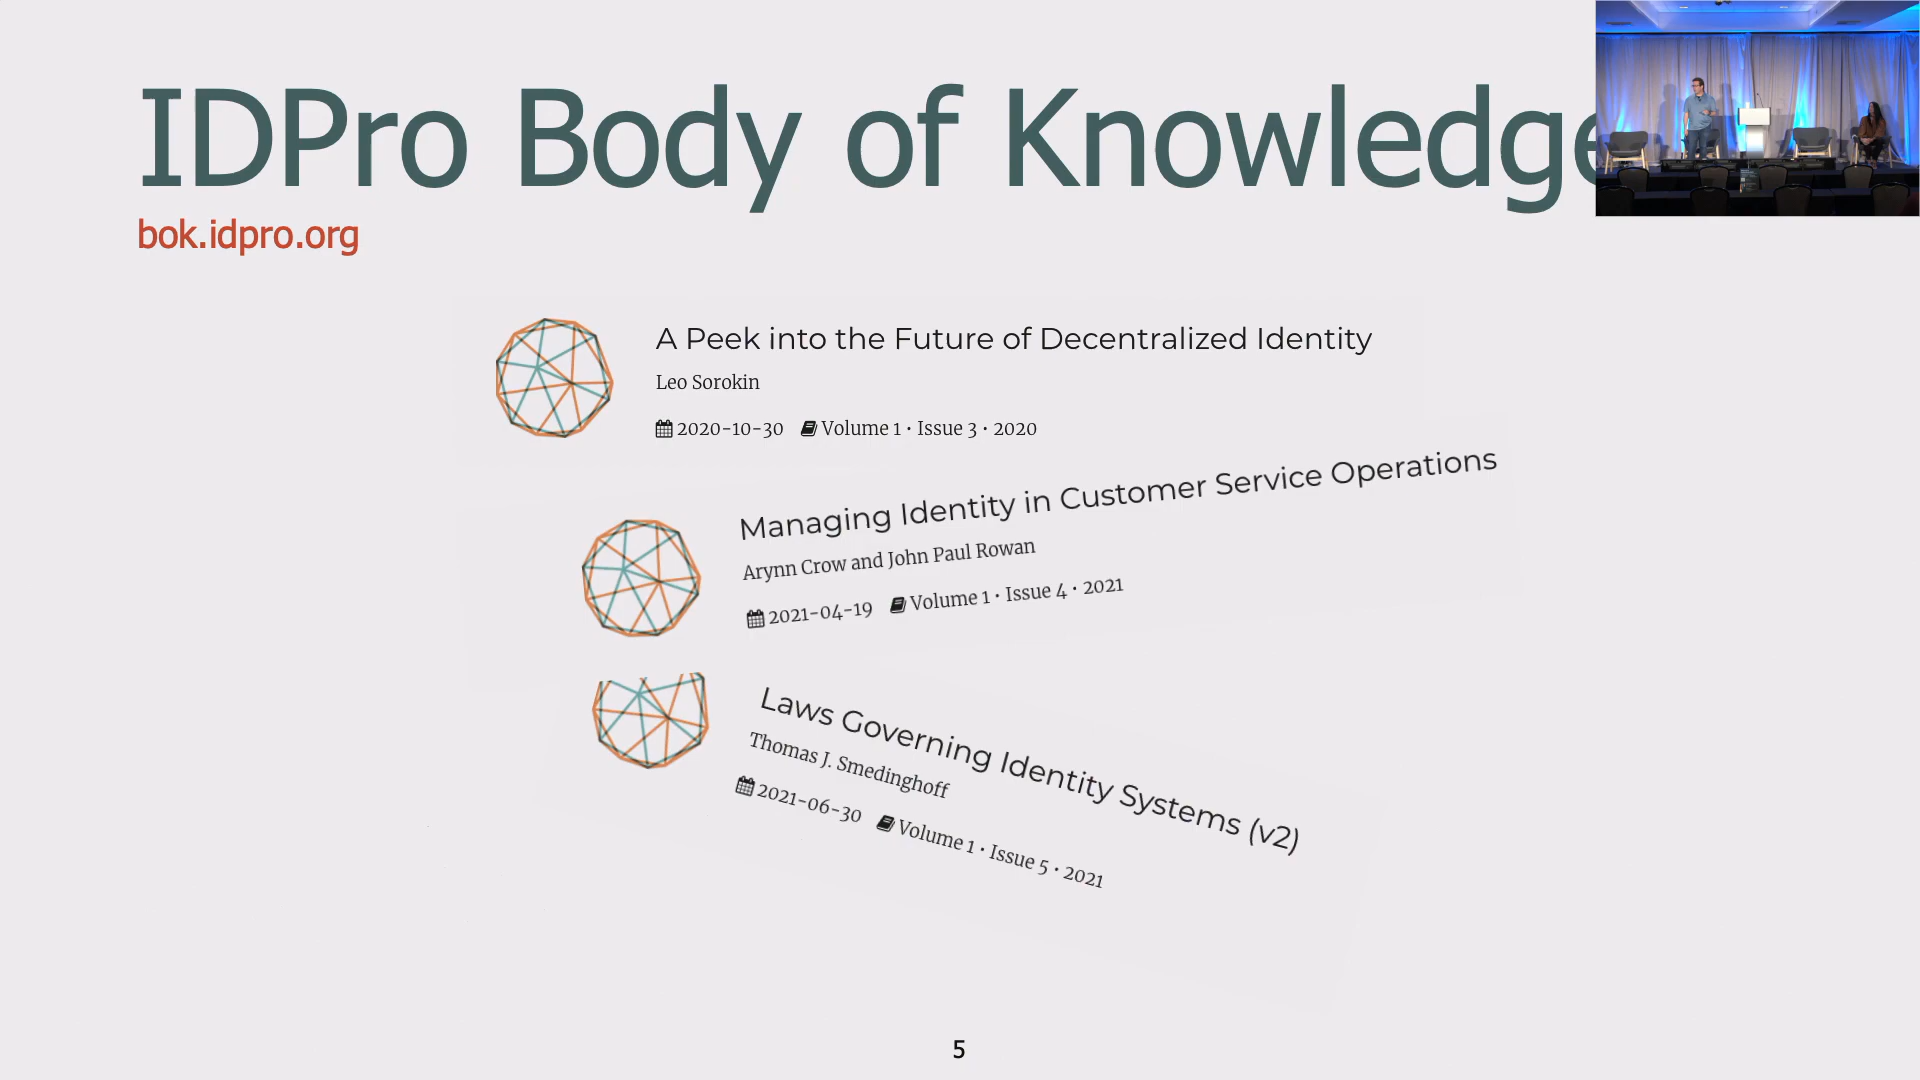 IDPro Body of Knowledge
bok.idpro.org
A Peek into the Future of Decentralized Identity
Leo Sorokin
2020-10-30 Volume 1 · Issue 3 · 2020
Managing Identity in Customer Service Operations
Arynn Crow and John Paul Rowan
2021-04-19 Volume 1 · Issue 4 · 2021
Laws Governing Identity Systems (v2)
Thomas J. Smedinghoff
2021-06-30 Volume 1 · Issue 5 · 2021
5